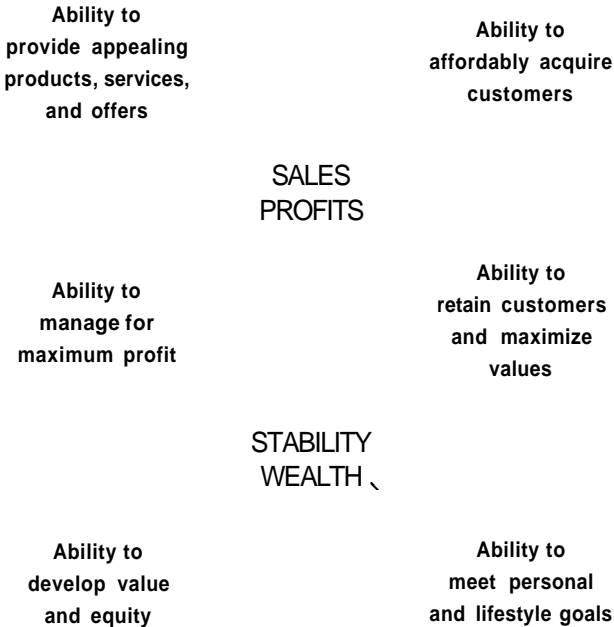 Ability to
provide appealing
products, services,
and offers
Ability to
affordably acquire
customers
SALES
PROFITS
Ability to
manage for
maximum profit
Ability to
retain customers
and maximize
values
STABILITY
WEALTH
Ability to
develop value
and equity
Ability to
meet personal
and lifestyle goals